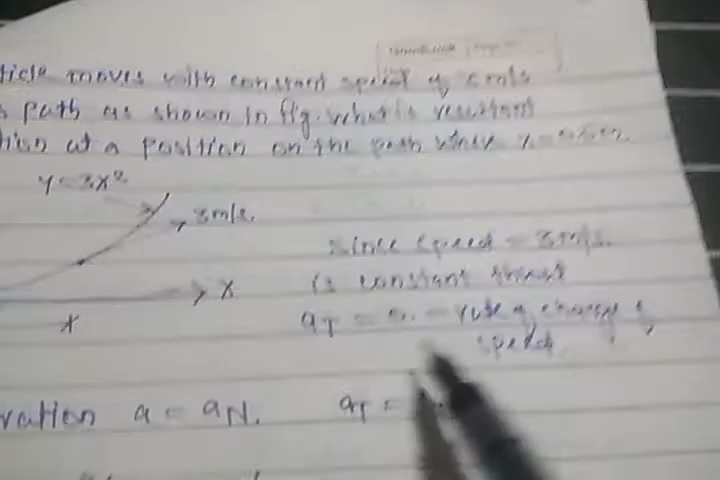 ticle moves with constant speed of 3 m/s
path as shown in fig. what is resultant
tion at a position on the path where x =
y = 3x²
3m/s.
since speed = 3 m/s.
X
is constant
aT = 0. = rate of change of
x
speed.
ration a = aN. aT =